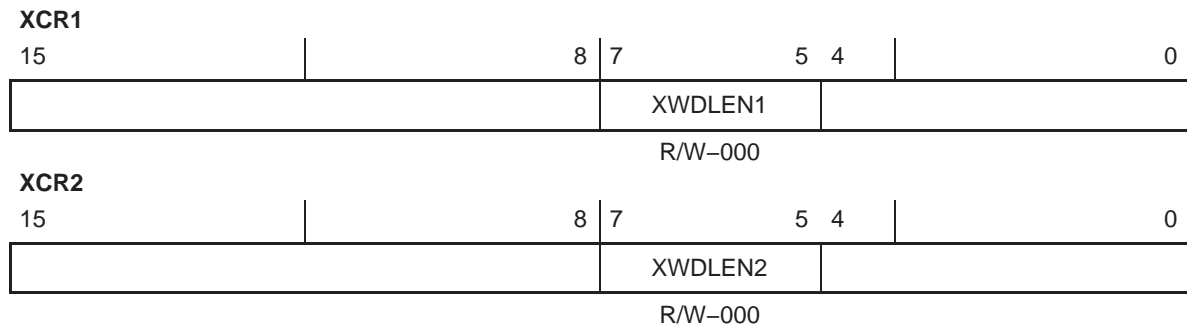 XCR1
15 8 7 5 4 0
XWDLEN1
R/W−000
XCR2
15 8 7 5 4 0
XWDLEN2
R/W−000